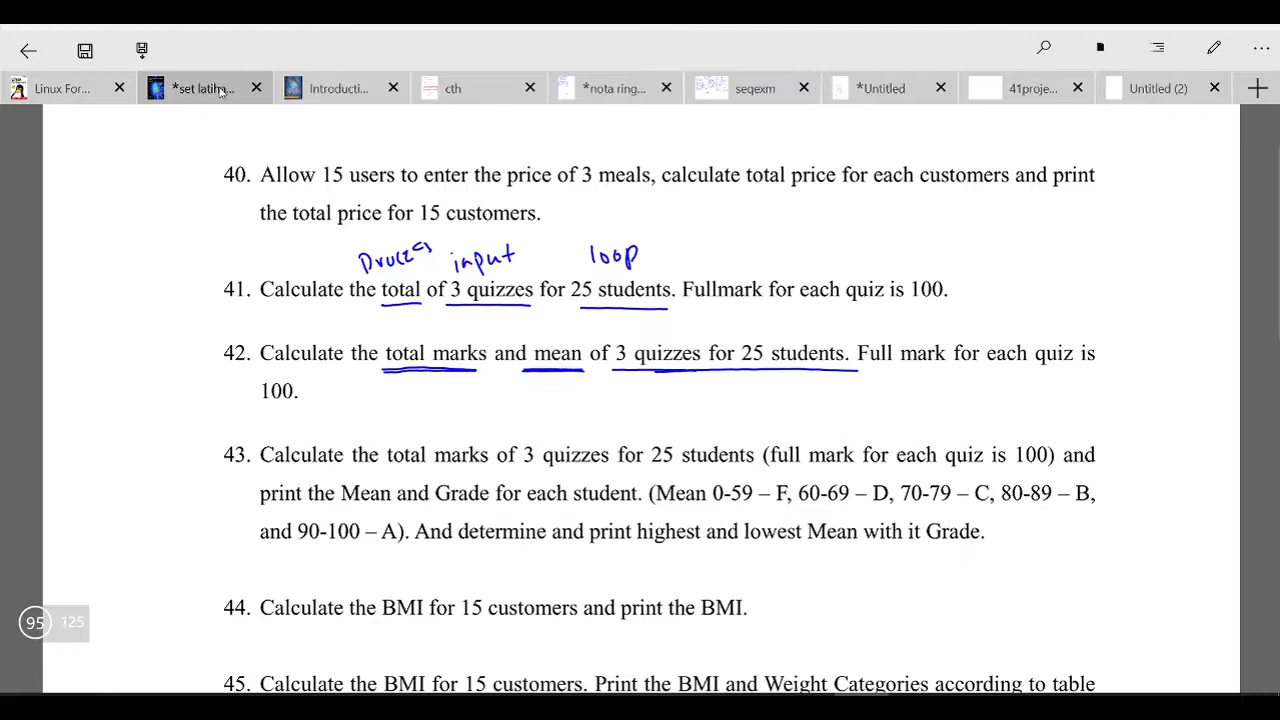 Linux For... *set latiha... Introducti... cth *nota ring... seqexm *Untitled 41proje... Untitled (2)
40. Allow 15 users to enter the price of 3 meals, calculate total price for each customers and print
the total price for 15 customers.
input loop
41. Calculate the total of 3 quizzes for 25 students. Fullmark for each quiz is 100.
42. Calculate the total marks and mean of 3 quizzes for 25 students. Full mark for each quiz is
100.
43. Calculate the total marks of 3 quizzes for 25 students (full mark for each quiz is 100) and
print the Mean and Grade for each student. (Mean 0-59 – F, 60-69 – D, 70-79 – C, 80-89 – B,
and 90-100 – A). And determine and print highest and lowest Mean with it Grade.
44. Calculate the BMI for 15 customers and print the BMI.
95 125
45. Calculate the BMI for 15 customers. Print the BMI and Weight Categories according to table